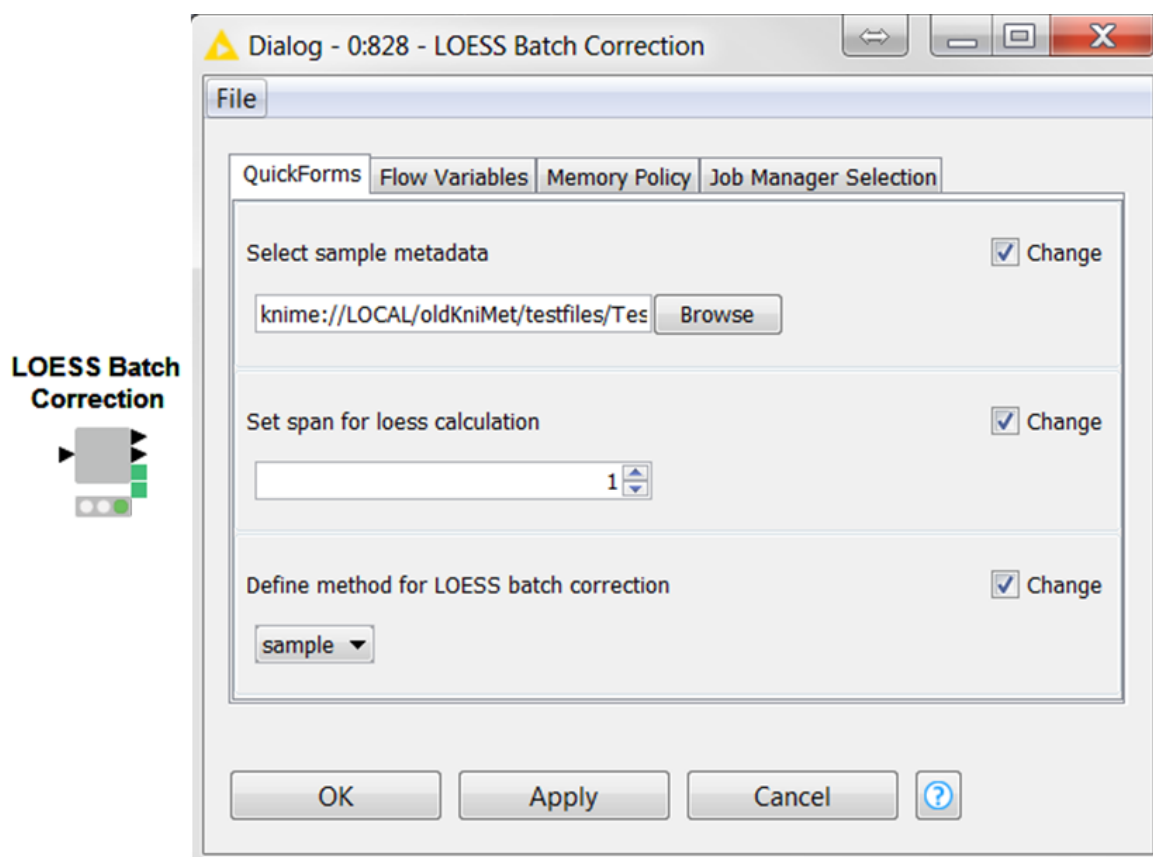 Dialog - 0:828 - LOESS Batch Correction
File
QuickForms Flow Variables Memory Policy Job Manager Selection
Select sample metadata Change
knime://LOCAL/oldKniMet/testfiles/Tes Browse
LOESS Batch
Correction
Set span for loess calculation Change
1
Define method for LOESS batch correction Change
sample
OK Apply Cancel ?